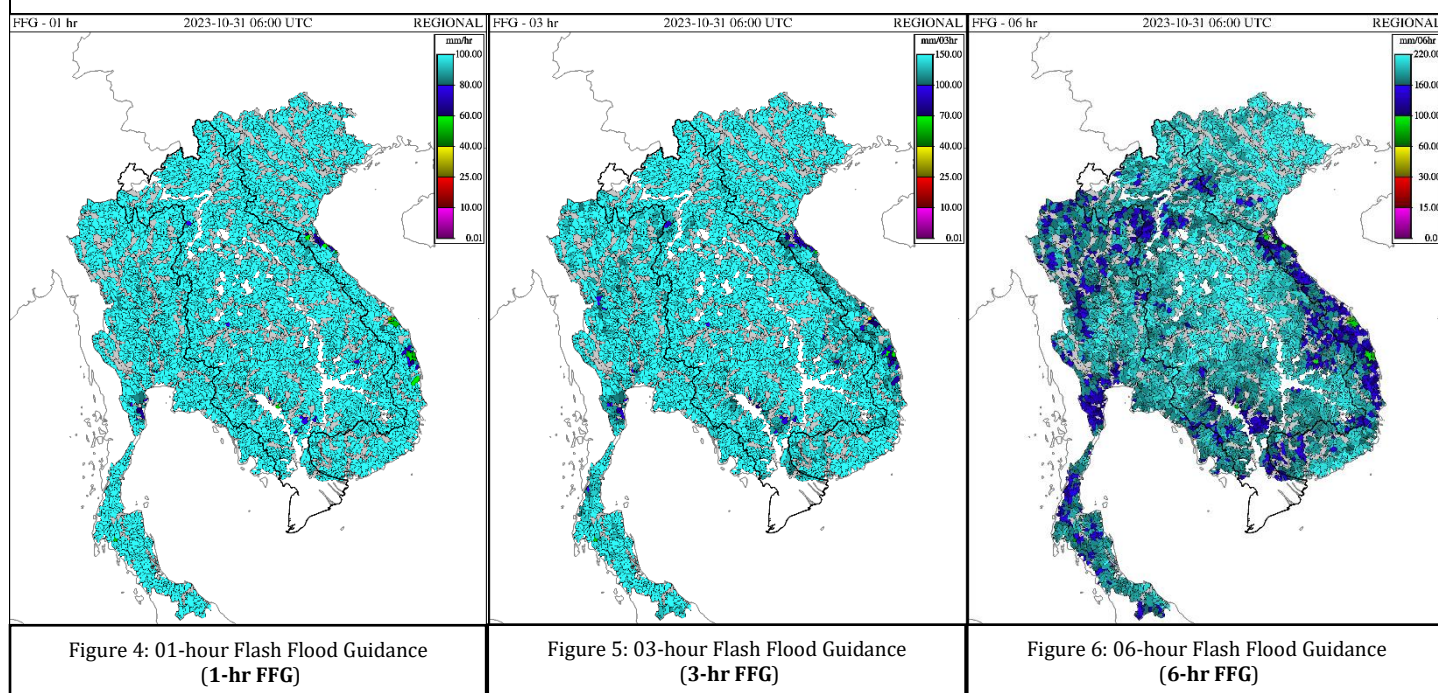 FFG - 01 hr 2023-10-31 06:00 UTC REGIONAL
mm/hr
100.00
80.00
60.00
40.00
25.00
10.00
0.01
FFG - 03 hr 2023-10-31 06:00 UTC REGIONAL
mm/03hr
150.00
100.00
70.00
40.00
25.00
10.00
0.01
FFG - 06 hr 2023-10-31 06:00 UTC REGIONAL
mm/06hr
220.00
160.00
100.00
60.00
30.00
15.00
0.01
Figure 4: 01-hour Flash Flood Guidance
(1-hr FFG)
Figure 5: 03-hour Flash Flood Guidance
(3-hr FFG)
Figure 6: 06-hour Flash Flood Guidance
(6-hr FFG)